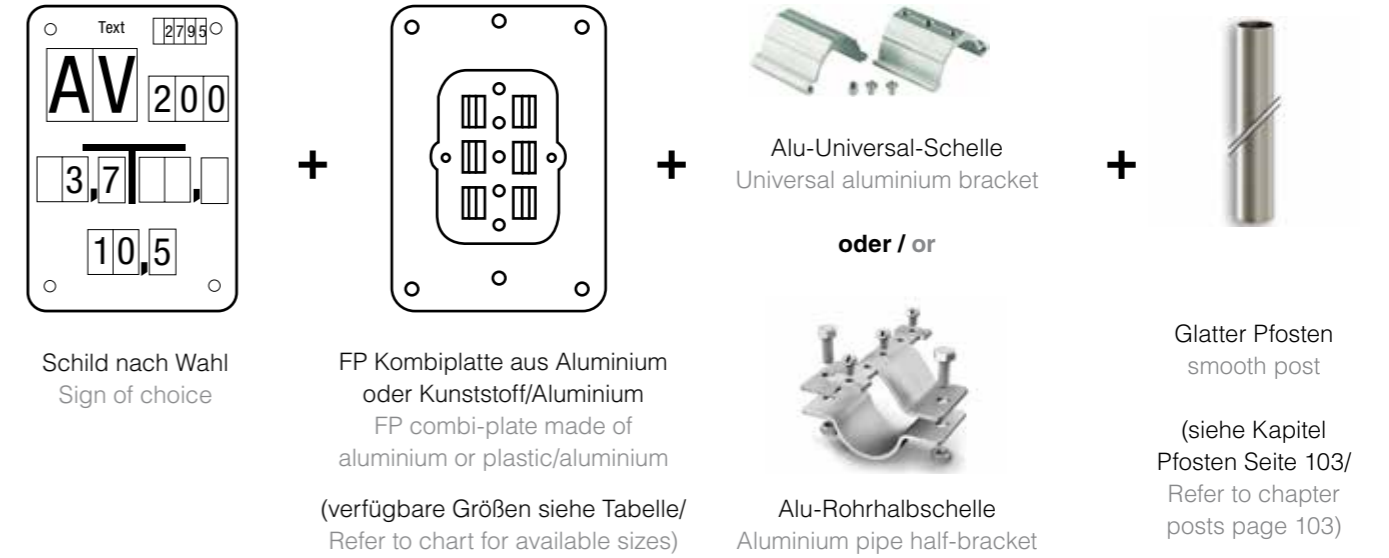 Text 2795
AV 200
3,7 T ,
10,5
+
+
+
Schild nach Wahl
Sign of choice
FP Kombiplatte aus Aluminium
oder Kunststoff/Aluminium
FP combi-plate made of
aluminium or plastic/aluminium
(verfügbare Größen siehe Tabelle/
Refer to chart for available sizes)
Alu-Universal-Schelle
Universal aluminium bracket
oder / or
Alu-Rohrhalbschelle
Aluminium pipe half-bracket
Glatter Pfosten
smooth post
(siehe Kapitel
Pfosten Seite 103/
Refer to chapter
posts page 103)